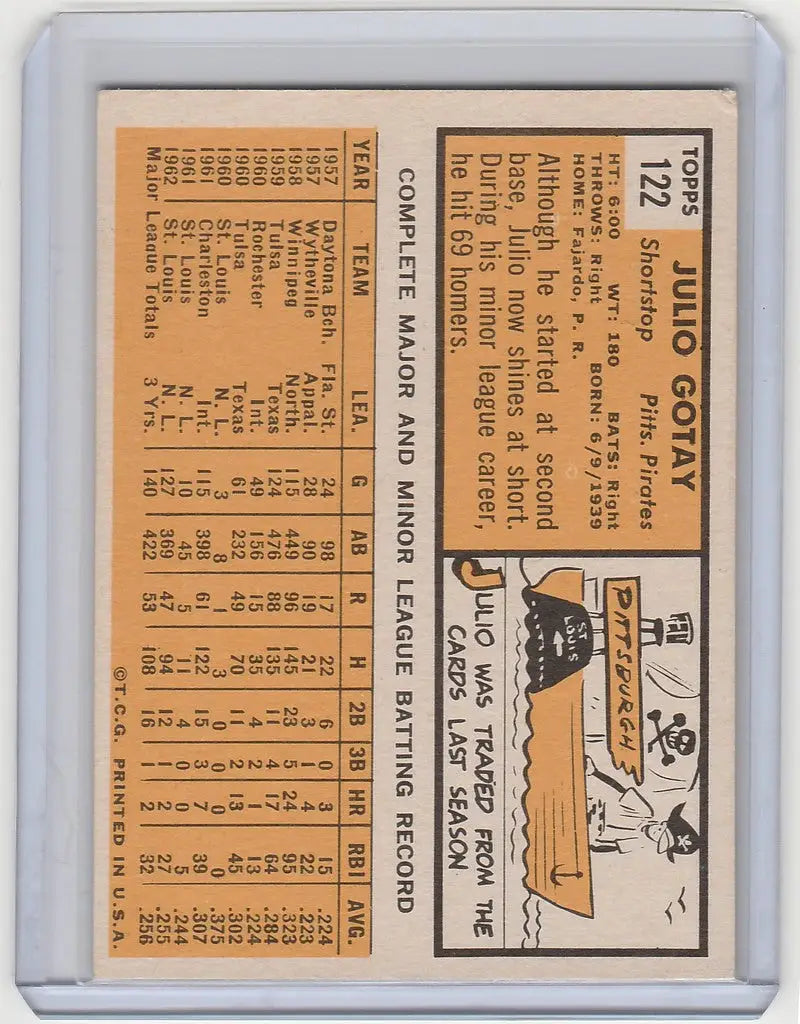 TOPPS
122
JULIO GOTAY
Shortstop Pitts. Pirates
HT: 6:00 WT: 180 BATS: Right
THROWS: Right BORN: 6/9/1939
HOME: Fajardo, P. R.
Although he started at second
base, Julio now shines at short.
During his minor league career,
he hit 69 homers.
PITTSBURGH
ST
LOUIS
JULIO WAS TRADED FROM THE
CARDS LAST SEASON
COMPLETE MAJOR AND MINOR LEAGUE BATTING RECORD
YEAR TEAM LEA. G AB R H 2B 3B HR RBI AVG.
1957 Daytona Bch. Fla. St. 24 98 17 22 6 0 3 15 .224
1957 Wytheville Appal. 28 90 19 21 3 1 4 22 .223
1958 Winnipeg North. 115 449 96 145 23 5 24 95 .323
1959 Tulsa Texas 124 476 88 135 11 4 17 64 .284
1960 Rochester Int. 49 156 15 35 4 2 1 13 .224
1960 Tulsa Texas 61 232 49 70 11 2 13 45 .302
1960 St. Louis N. L. 3 8 1 3 0 0 0 0 .375
1961 Charleston Int. 115 398 61 122 15 3 7 39 .307
1961 St. Louis N. L. 10 45 5 11 4 0 0 5 .244
1962 St. Louis N. L. 127 369 47 94 12 1 2 27 .255
Major League Totals 3 Yrs. 140 422 53 108 16 1 2 32 .256
©T.C.G. PRINTED IN U.S.A.